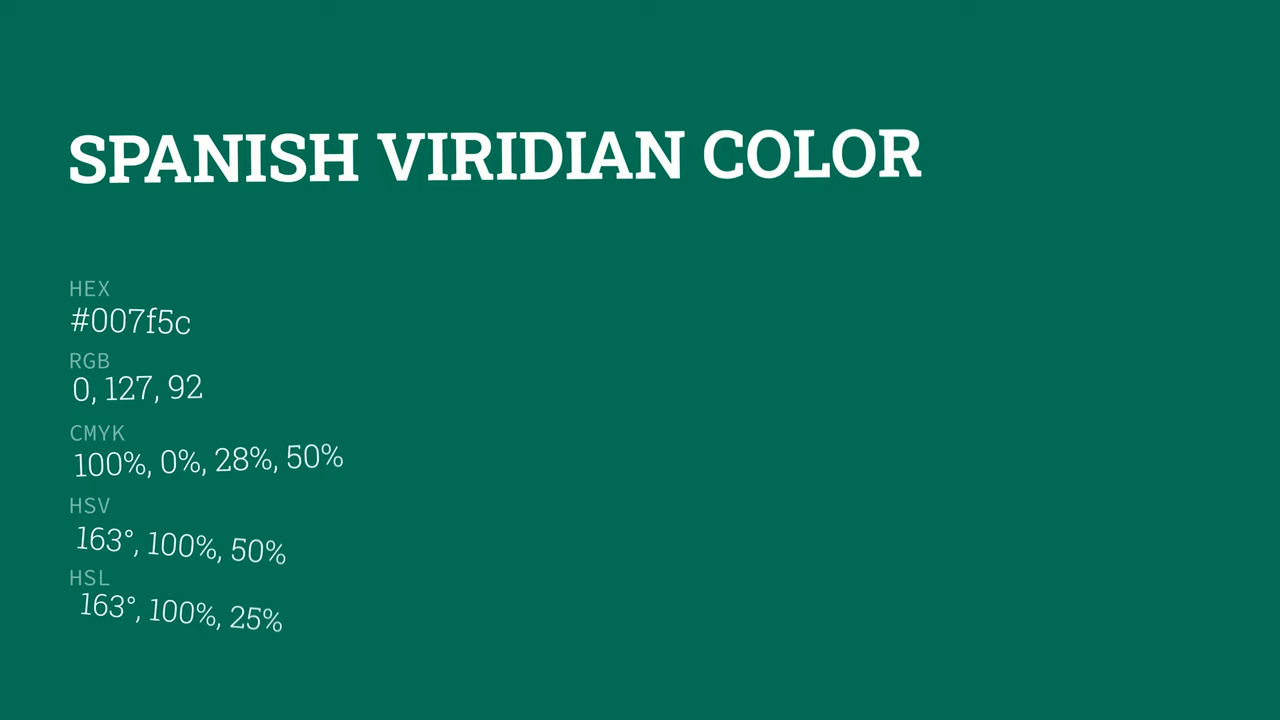 SPANISH VIRIDIAN COLOR
HEX
#007f5c
RGB
0, 127, 92
CMYK
100%, 0%, 28%, 50%
HSV
163°, 100%, 50%
HSL
163°, 100%, 25%